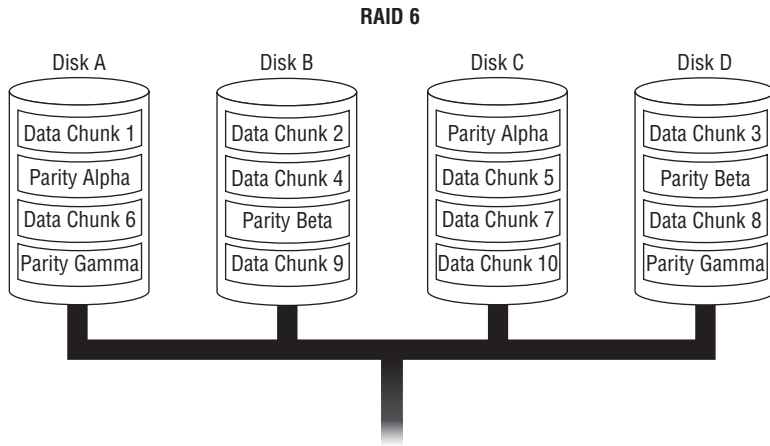 RAID 6
Disk A
Disk B
Disk C
Disk D
Data Chunk 1
Data Chunk 2
Parity Alpha
Data Chunk 3
Parity Alpha
Data Chunk 4
Data Chunk 5
Parity Beta
Data Chunk 6
Parity Beta
Data Chunk 7
Data Chunk 8
Parity Gamma
Data Chunk 9
Data Chunk 10
Parity Gamma